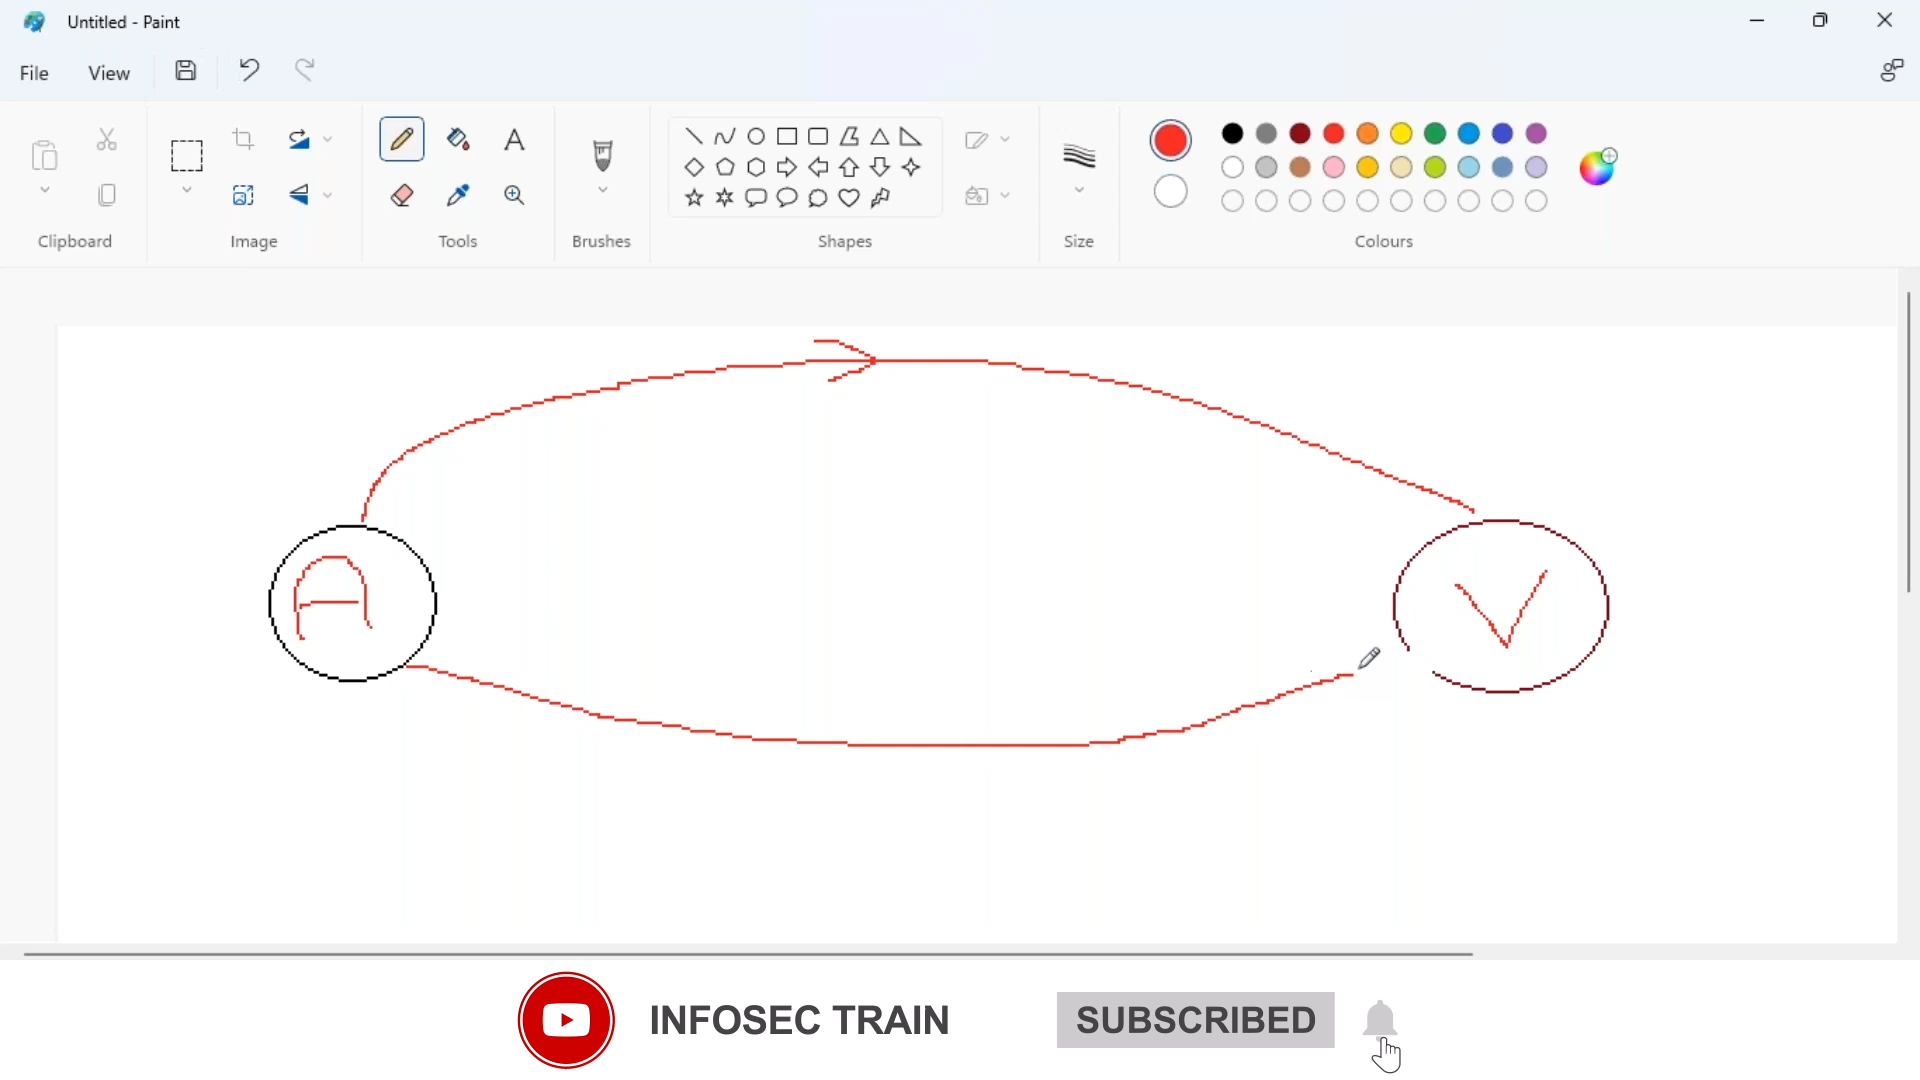 Untitled - Paint
File View
Clipboard Image Tools Brushes Shapes Size Colours
A V
INFOSEC TRAIN SUBSCRIBED